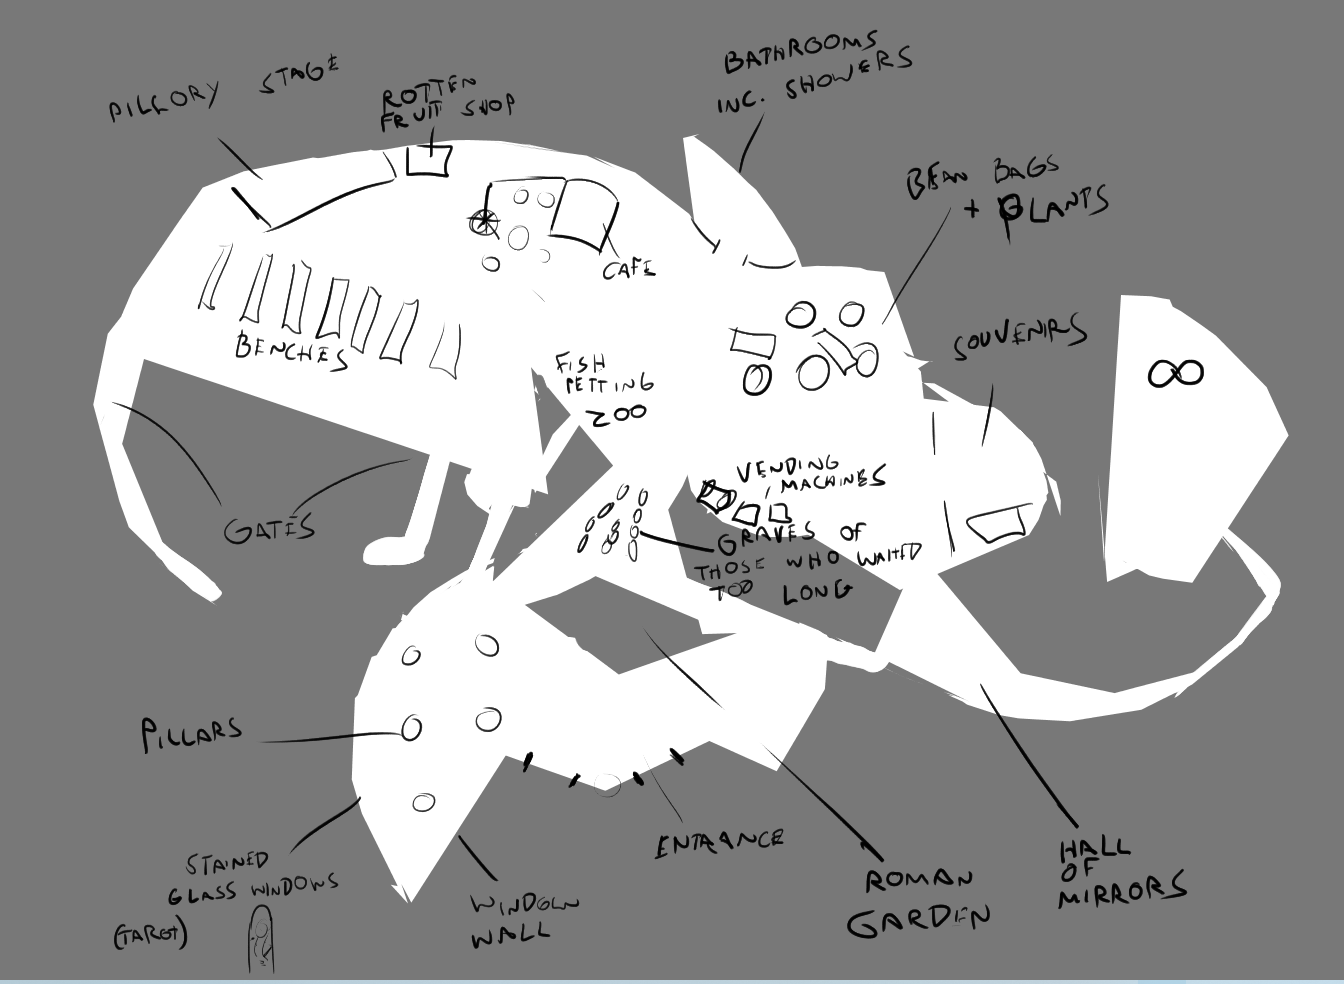 PILLORY STAGE
ROTTEN
FRUIT SHOP
BATHROOMS
INC. SHOWERS
BEAN BAGS
+ PLANTS
CAFE
SOUVENIRS
BENCHES
FISH
PETTING
ZOO
∞
VENDING
MACHINES
GATES
GRAVES OF
THOSE WHO WAITED
TOO LONG
PILLARS
ENTRANCE
STAINED
GLASS WINDOWS
WINDOW
WALL
ROMAN
GARDEN
HALL
OF
MIRRORS